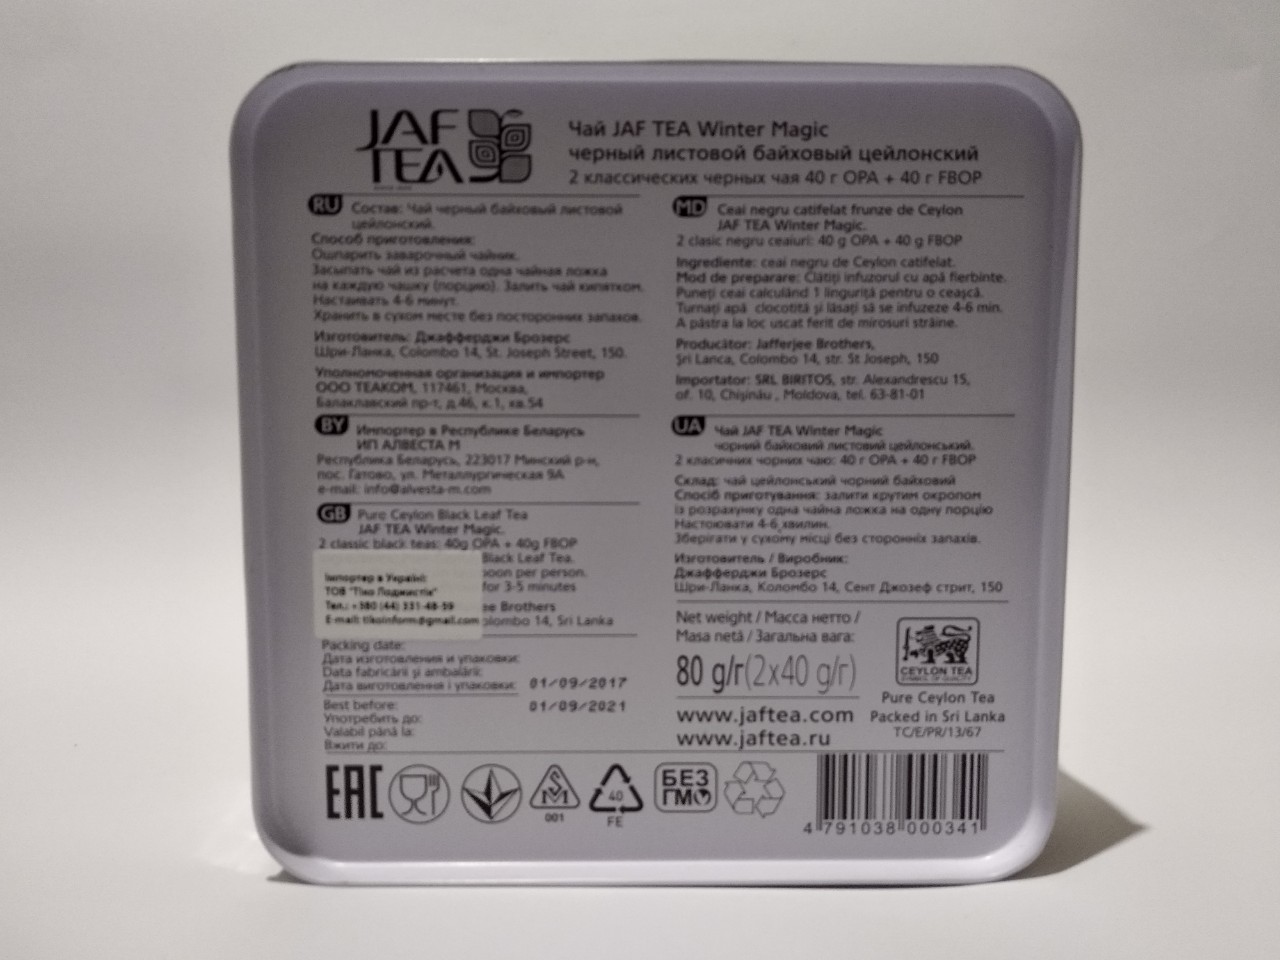 JAF
TEA
Чай JAF TEA Winter Magic
черный листовой байховый цейлонский
2 классических черных чая 40 г OPA + 40 г FBOP
RU Состав: Чай черный байховый листовой
цейлонский.
Способ приготовления:
Ошпарить заварочный чайник.
Засыпать чай из расчета одна чайная ложка
на каждую чашку (порцию). Залить чай кипятком.
Настаивать 4-6 минут.
Хранить в сухом месте без посторонних запахов.
Изготовитель: Джафферджи Брозерс
Шри-Ланка, Colombo 14, St. Joseph Street, 150.
Уполномоченная организация и импортер
ООО ТЕАКОМ, 117461, Москва,
Балаклавский пр-т, д.46, к.1, кв.54
BY Импортер в Республике Беларусь
ИП АЛВЕСТА М
Республика Беларусь, 223017 Минский р-н,
пос. Гатово, ул. Металлургическая 9А
e-mail: info@alvesta-m.com
GB Pure Ceylon Black Leaf Tea
JAF TEA Winter Magic.
2 classic black teas: 40g OPA + 40g FBOP
Black Leaf Tea.
oon per person.
for 3-5 minutes
ee Brothers
olombo 14, Sri Lanka
Імпортер в Україні:
ТОВ "Тіко Лоджистік"
Тел.: +380 (44) 331-48-59
E-mail: tikoinform@gmail.com
Packing date:
Дата изготовления и упаковки:
Data fabricării și ambalării:
Дата виготовлення і упаковки: 01/09/2017
Best before: 01/09/2021
Употребить до:
Valabil până la:
Вжити до:
MD Ceai negru catifelat frunze de Ceylon
JAF TEA Winter Magic.
2 clasic negru ceaiuri: 40 g OPA + 40 g FBOP
Ingrediente: ceai negru de Ceylon catifelat.
Mod de preparare: Clătiți infuzorul cu apă fierbinte.
Puneți ceai calculând 1 linguriță pentru o ceașcă.
Turnați apă clocotită și lăsați să se infuzeze 4-6 min.
A păstra la loc uscat ferit de mirosuri străine.
Producător: Jafferjee Brothers,
Șri Lanca, Colombo 14, str. St Joseph, 150
Importator: SRL BIRITOS, str. Alexandrescu 15,
of. 10, Chișinău , Moldova, tel. 63-81-01
UA Чай JAF TEA Winter Magic
чорний байховий листовий цейлонський.
2 класичних чорних чаю: 40 г OPA + 40 г FBOP
Склад: чай цейлонський чорний байховий
Спосіб приготування: залити крутим окропом
із розрахунку одна чайна ложка на одну порцію
Настоювати 4-6 хвилин.
Зберігати у сухому місці без сторонніх запахів.
Изготовитель / Виробник:
Джафферджи Брозерс
Шри-Ланка, Коломбо 14, Сент Джозеф стрит, 150
Net weight / Масса нетто /
Masa netă / Загальна вага:
80 g/г(2x40 g/г)
www.jaftea.com
www.jaftea.ru
CEYLON TEA
SYMBOL OF QUALITY
Pure Ceylon Tea
Packed in Sri Lanka
TC/E/PR/13/67
EAC
001
40
FE
БЕЗ
ГМО
4 791038 000341